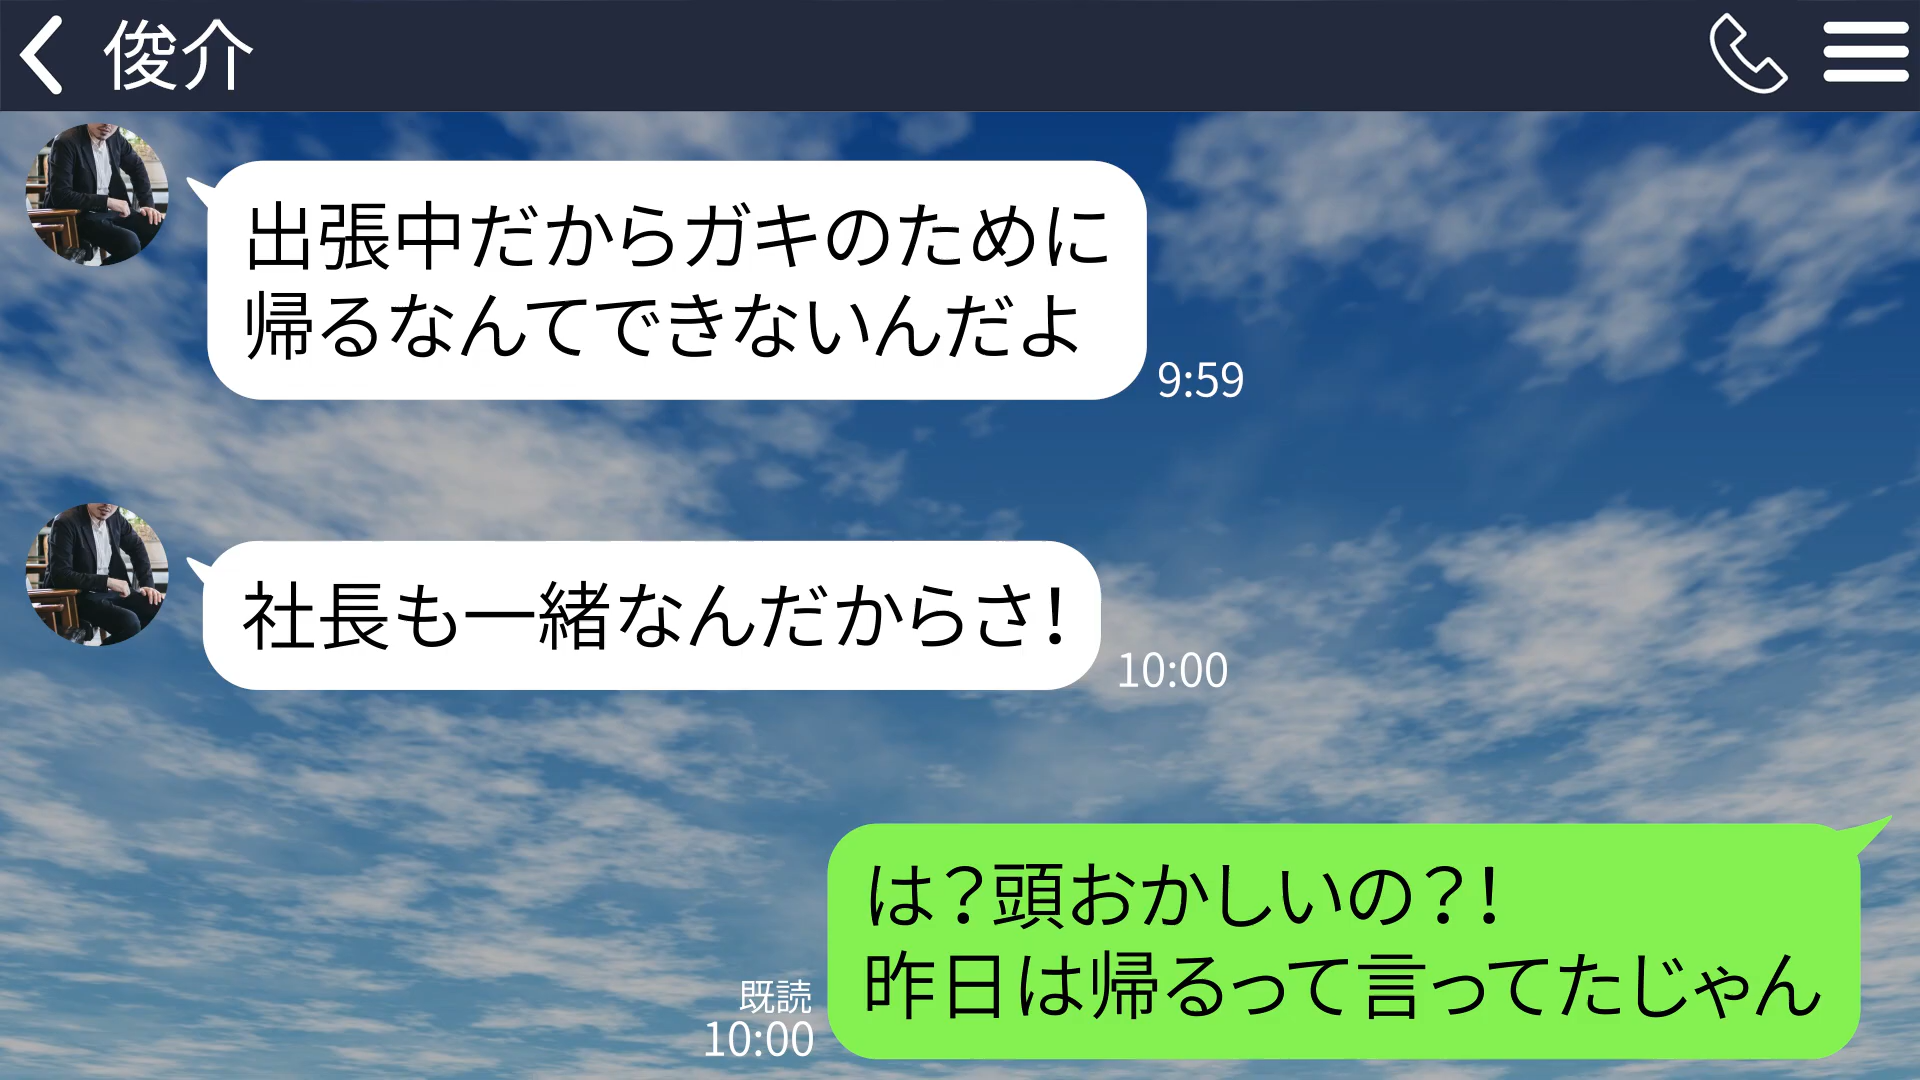 俊介
出張中だからガキのために
帰るなんてできないんだよ
9:59
社長も一緒なんだからさ！
10:00
は？頭おかしいの？！
昨日は帰るって言ってたじゃん
既読
10:00